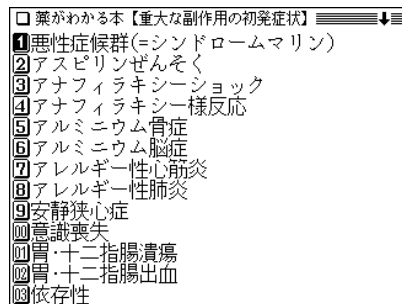 □ 薬がわかる本【重大な副作用の初発症状】
1悪性症候群(=シンドロームマリン)
2アスピリンぜんそく
3アナフィラキシーショック
4アナフィラキシー様反応
5アルミニウム骨症
6アルミニウム脳症
7アレルギー性心筋炎
8アレルギー性肺炎
9安静狭心症
00意識喪失
01胃・十二指腸潰瘍
02胃・十二指腸出血
03依存性